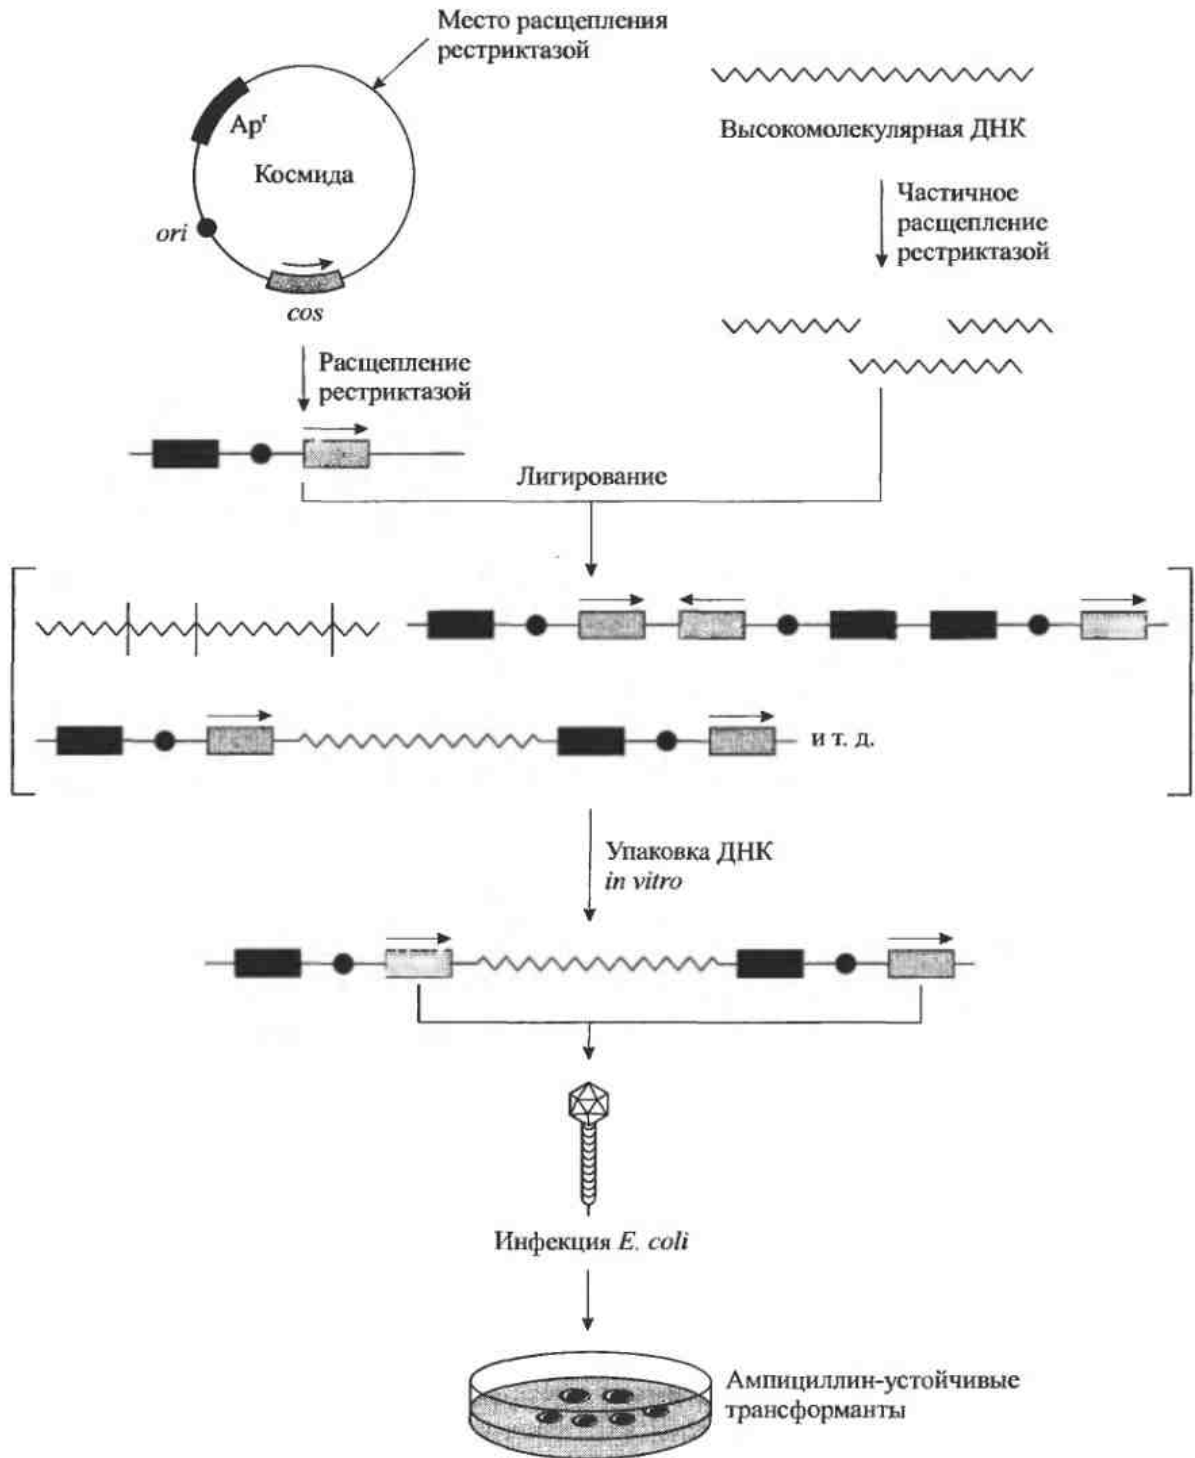 Место расщепления
рестриктазой
Apʳ
Космида
ori
cos
Высокомолекулярная ДНК
Частичное
расщепление
рестриктазой
Расщепление
рестриктазой
Лигирование
и т. д.
Упаковка ДНК
in vitro
Инфекция E. coli
Ампициллин-устойчивые
трансформанты